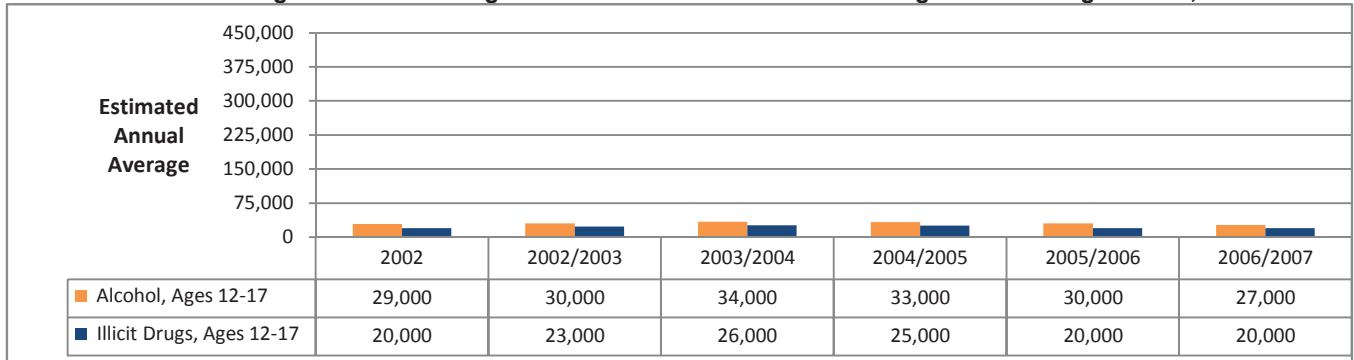 450,000
375,000
300,000
225,000
150,000
75,000
0
Estimated
Annual
Average
2002 2002/2003 2003/2004 2004/2005 2005/2006 2006/2007
Alcohol, Ages 12-17 29,000 30,000 34,000 33,000 30,000 27,000
Illicit Drugs, Ages 12-17 20,000 23,000 26,000 25,000 20,000 20,000